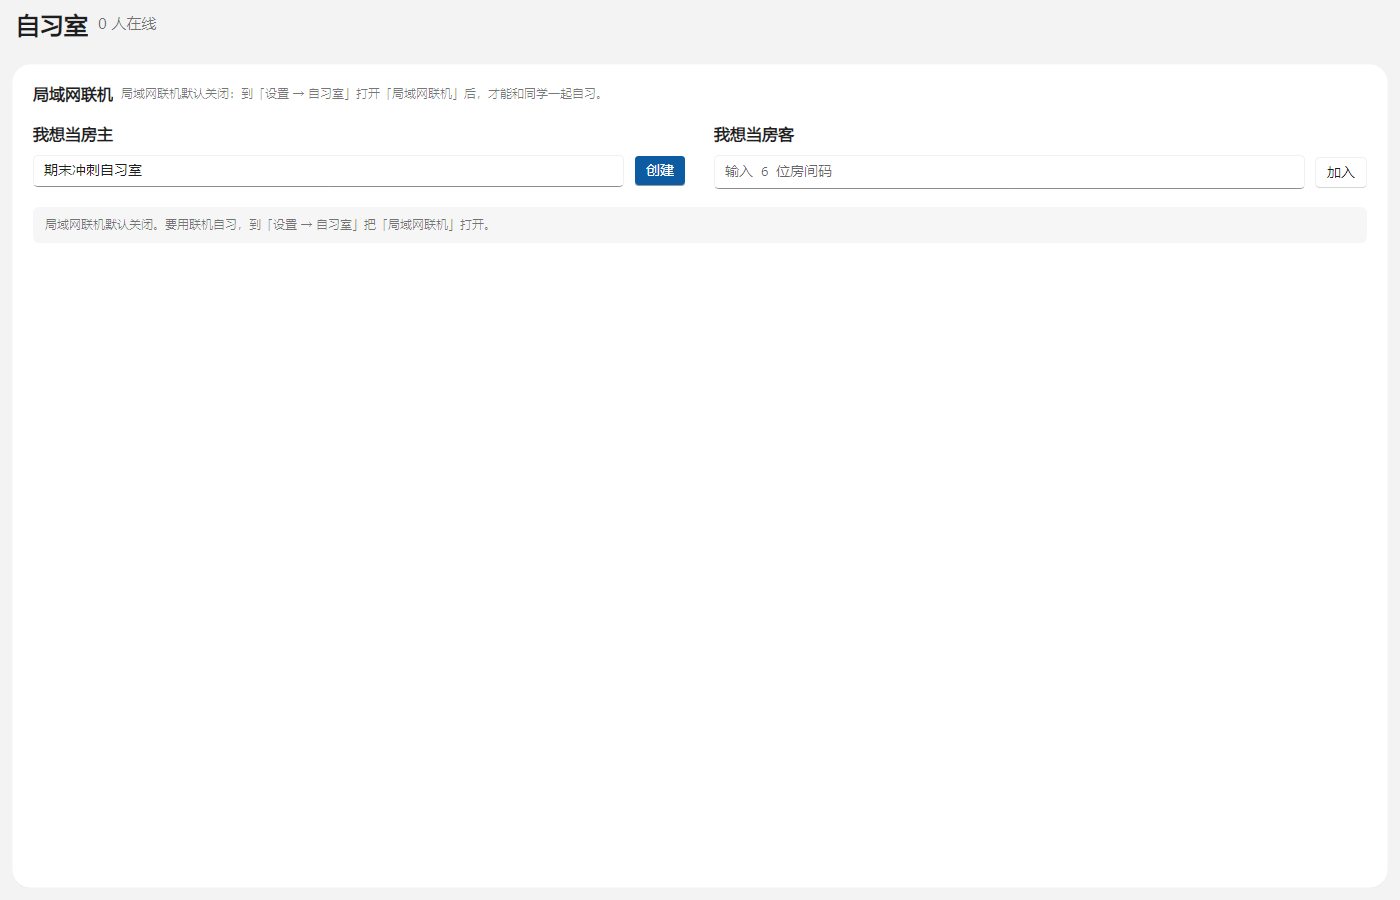 自习室 0 人在线
局域网联机 局域网联机默认关闭：到「设置 → 自习室」打开「局域网联机」后，才能和同学一起自习。
我想当房主
期末冲刺自习室 创建
我想当房客
输入 6 位房间码 加入
局域网联机默认关闭。要用联机自习，到「设置 → 自习室」把「局域网联机」打开。